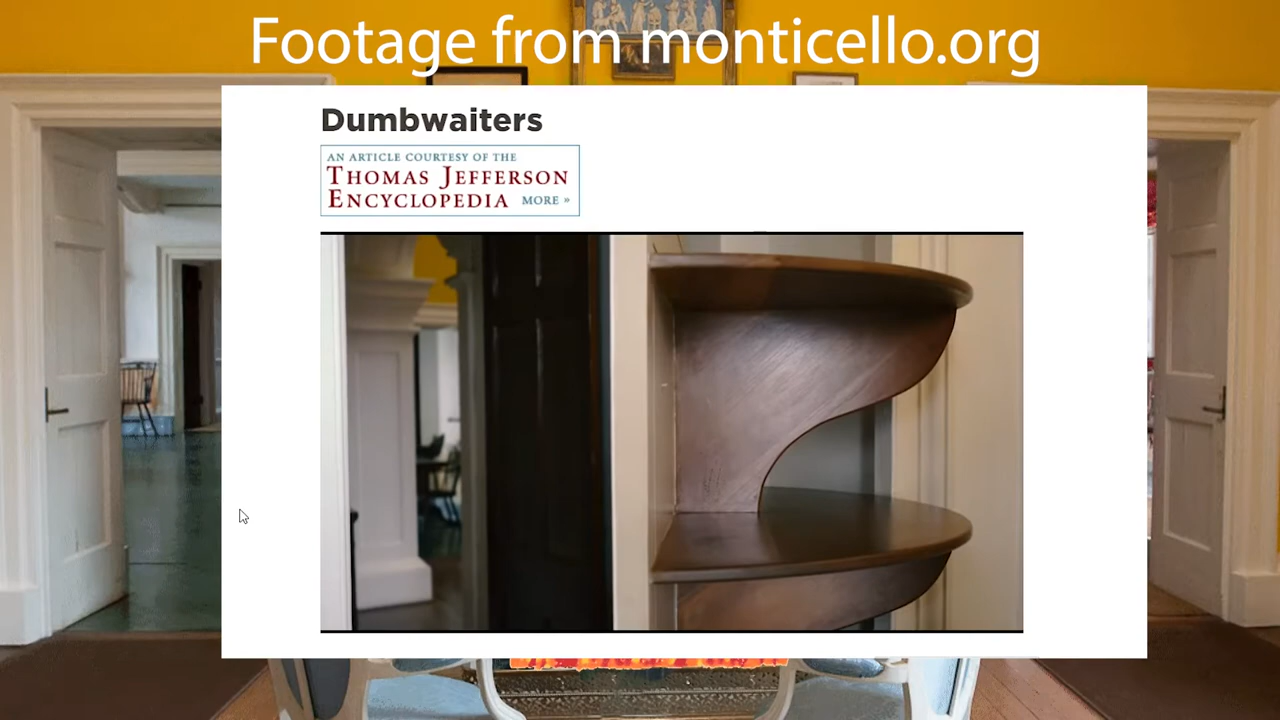 Footage from monticello.org
Dumbwaiters
AN ARTICLE COURTESY OF THE
THOMAS JEFFERSON
ENCYCLOPEDIA MORE »